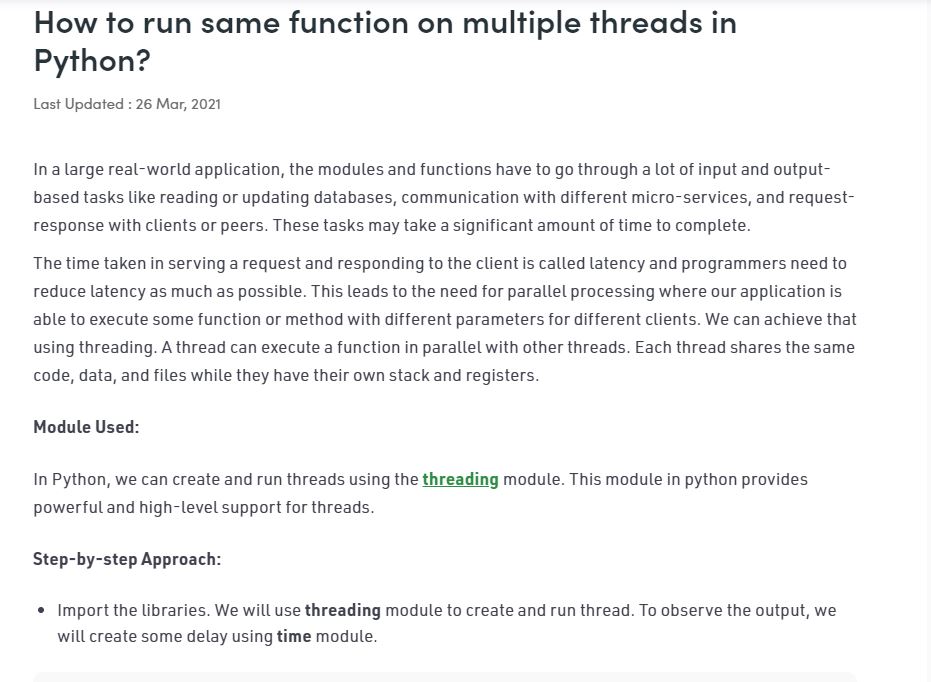 How to run same function on multiple threads in
Python?
Last Updated : 26 Mar, 2021
In a large real-world application, the modules and functions have to go through a lot of input and output-
based tasks like reading or updating databases, communication with different micro-services, and request-
response with clients or peers. These tasks may take a significant amount of time to complete.
The time taken in serving a request and responding to the client is called latency and programmers need to
reduce latency as much as possible. This leads to the need for parallel processing where our application is
able to execute some function or method with different parameters for different clients. We can achieve that
using threading. A thread can execute a function in parallel with other threads. Each thread shares the same
code, data, and files while they have their own stack and registers.
Module Used:
In Python, we can create and run threads using the threading module. This module in python provides
powerful and high-level support for threads.
Step-by-step Approach:
• Import the libraries. We will use threading module to create and run thread. To observe the output, we
will create some delay using time module.